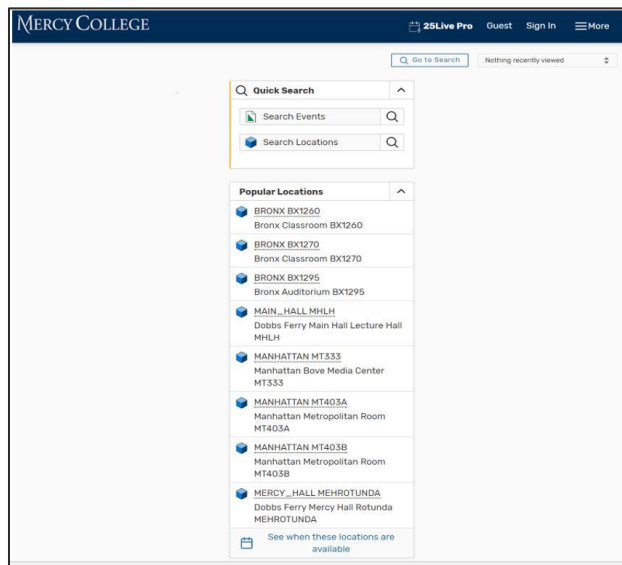 MERCY COLLEGE
25Live Pro Guest Sign In More
Go to Search Nothing recently viewed
Quick Search
Search Events
Search Locations
Popular Locations
BRONX BX1260
Bronx Classroom BX1260
BRONX BX1270
Bronx Classroom BX1270
BRONX BX1295
Bronx Auditorium BX1295
MAIN_HALL MHLH
Dobbs Ferry Main Hall Lecture Hall
MHLH
MANHATTAN MT333
Manhattan Bove Media Center
MT333
MANHATTAN MT403A
Manhattan Metropolitan Room
MT403A
MANHATTAN MT403B
Manhattan Metropolitan Room
MT403B
MERCY_HALL MEHROTUNDA
Dobbs Ferry Mercy Hall Rotunda
MEHROTUNDA
See when these locations are
available